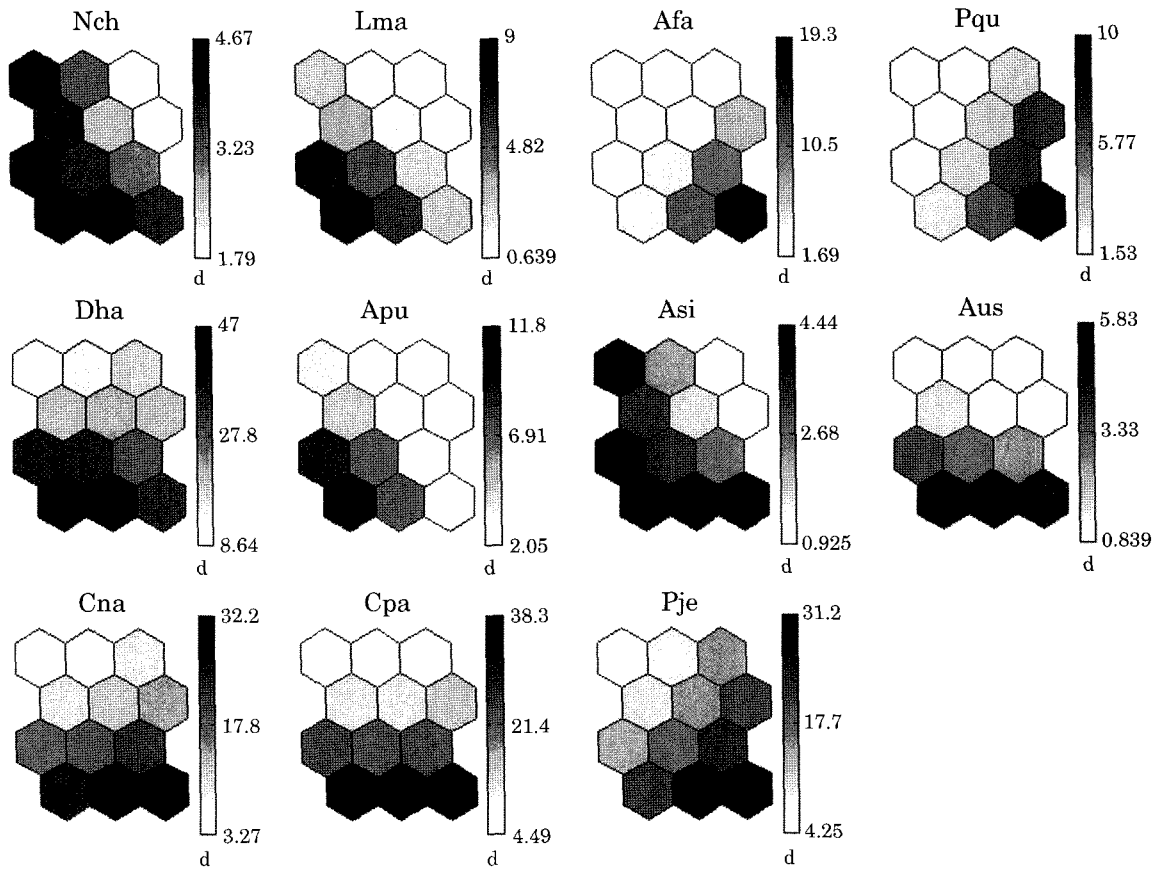 Nch
4.67
3.23
1.79
d
Lma
9
4.82
0.639
d
Afa
19.3
10.5
1.69
d
Pqu
10
5.77
1.53
d
Dha
47
27.8
8.64
d
Apu
11.8
6.91
2.05
d
Asi
4.44
2.68
0.925
d
Aus
5.83
3.33
0.839
d
Cna
32.2
17.8
3.27
d
Cpa
38.3
21.4
4.49
d
Pje
31.2
17.7
4.25
d